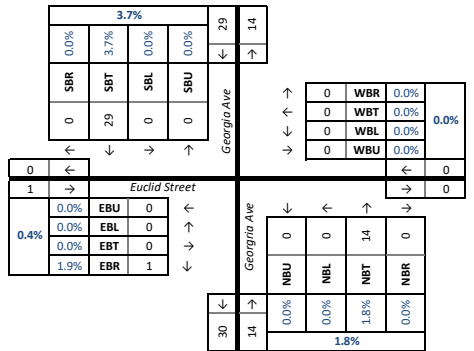 3.7%
29 14
0.0% 3.7% 0.0% 0.0%
↓ ↑
SBR SBT SBL SBU
0 29 0 0
Georgia Ave
← ↓ → ↑
↑ 0 WBR 0.0%
← 0 WBT 0.0%
↓ 0 WBL 0.0%
→ 0 WBU 0.0%
0.0%
0 ←
← 0
1 → Euclid Street
→ 0
0.4%
0.0% EBU 0 ←
0.0% EBL 0 ↑
0.0% EBT 0 →
1.9% EBR 1 ↓
Georgria Ave
↓ ← ↑ →
0 0 14 0
NBU NBL NBT NBR
↓ ↑
0.0% 0.0% 1.8% 0.0%
30 14
1.8%